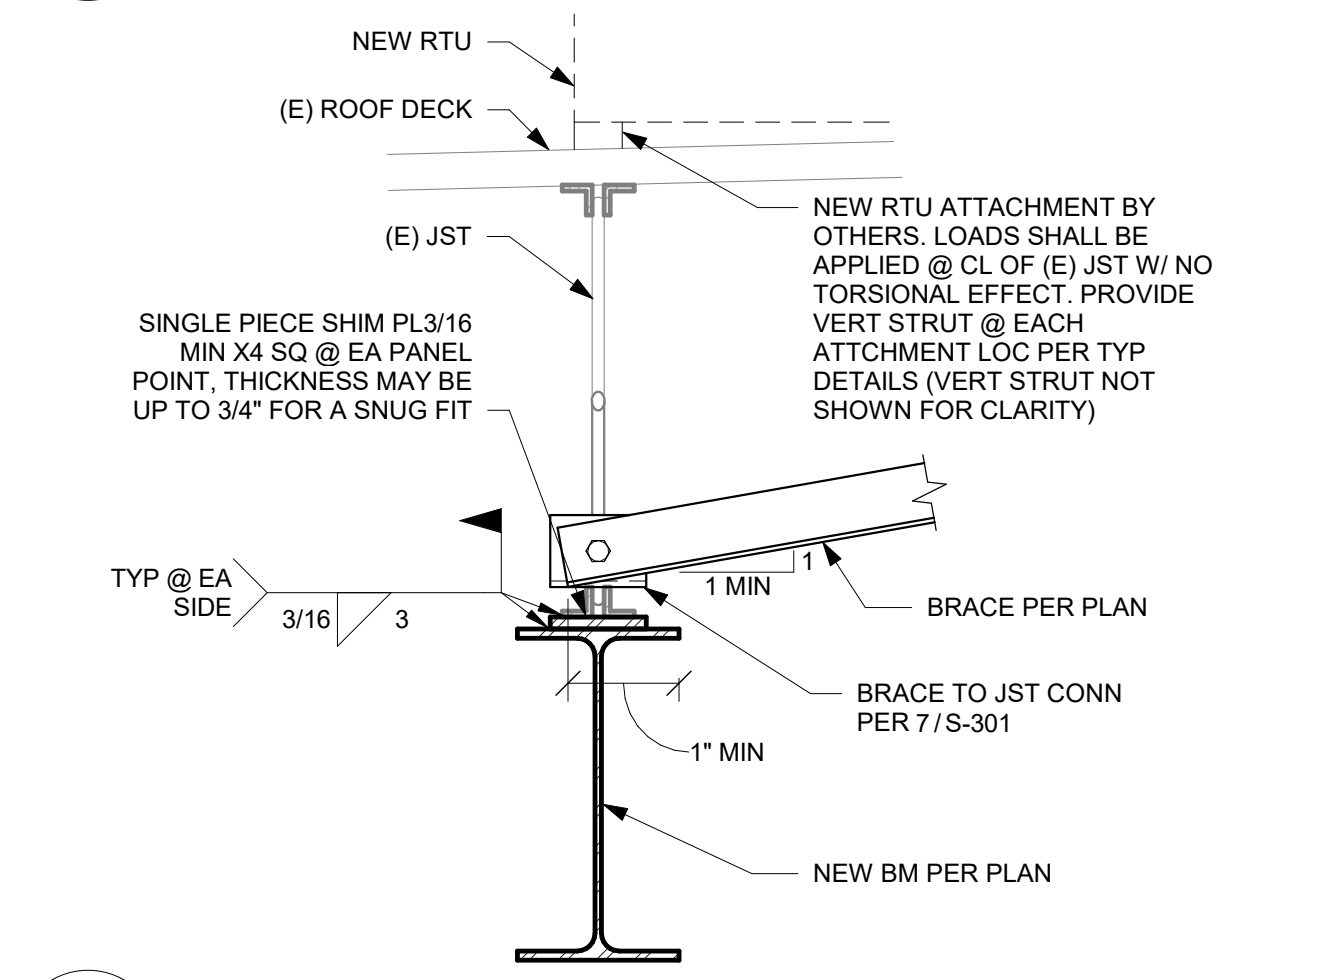 NEW RTU
(E) ROOF DECK
(E) JST
NEW RTU ATTACHMENT BY
OTHERS. LOADS SHALL BE
APPLIED @ CL OF (E) JST W/ NO
TORSIONAL EFFECT. PROVIDE
VERT STRUT @ EACH
ATTCHMENT LOC PER TYP
DETAILS (VERT STRUT NOT
SHOWN FOR CLARITY)
SINGLE PIECE SHIM PL3/16
MIN X4 SQ @ EA PANEL
POINT, THICKNESS MAY BE
UP TO 3/4" FOR A SNUG FIT
TYP @ EA
SIDE
3/16
3
1
1 MIN
BRACE PER PLAN
BRACE TO JST CONN
PER 7 / S-301
1" MIN
NEW BM PER PLAN